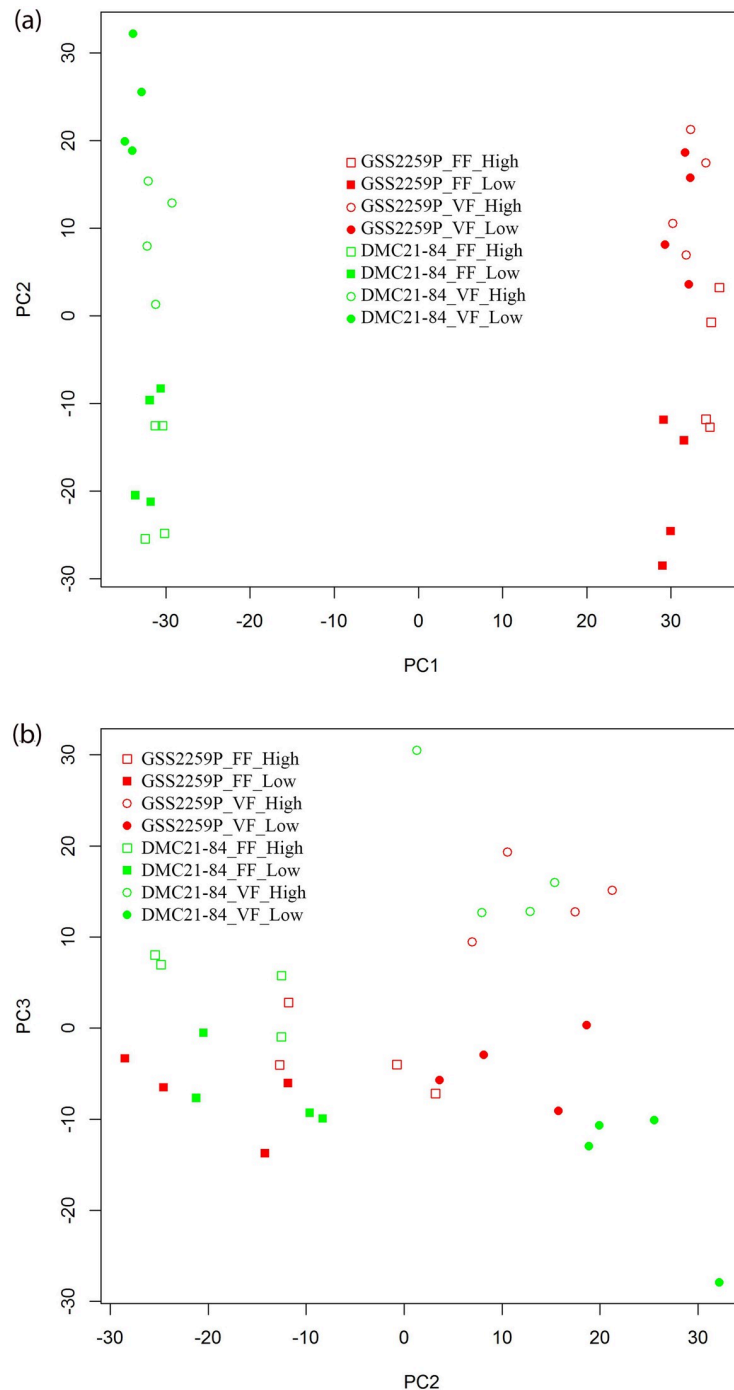 (a)
30
20
10
0
-10
-20
-30
PC2
GSS2259P_FF_High
GSS2259P_FF_Low
GSS2259P_VF_High
GSS2259P_VF_Low
DMC21-84_FF_High
DMC21-84_FF_Low
DMC21-84_VF_High
DMC21-84_VF_Low
-30 -20 -10 0 10 20 30
PC1
(b)
30
20
10
0
-10
-20
-30
PC3
GSS2259P_FF_High
GSS2259P_FF_Low
GSS2259P_VF_High
GSS2259P_VF_Low
DMC21-84_FF_High
DMC21-84_FF_Low
DMC21-84_VF_High
DMC21-84_VF_Low
-30 -20 -10 0 10 20 30
PC2